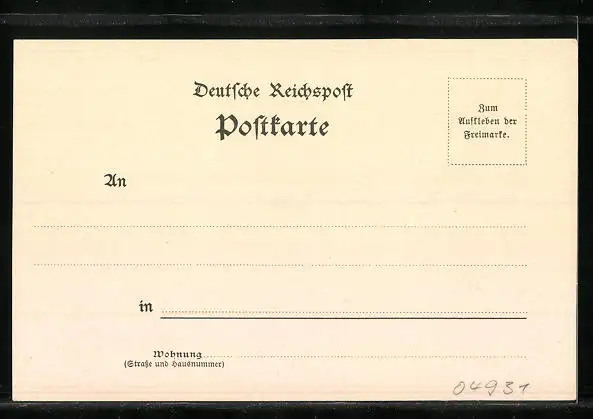 Deutsche Reichspost
Postkarte
Zum
Aufkleben der
Freimarke.
An
in
Wohnung
(Straße und Hausnummer)
04931